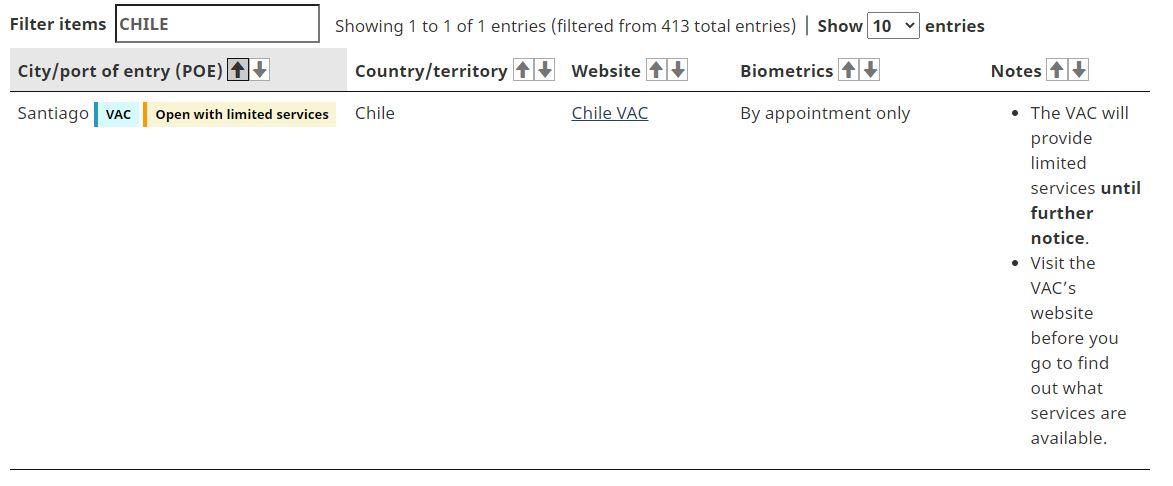 Filter items CHILE Showing 1 to 1 of 1 entries (filtered from 413 total entries) | Show 10 entries
City/port of entry (POE) Country/territory Website Biometrics Notes
Santiago VAC Open with limited services Chile Chile VAC By appointment only
• The VAC will
provide
limited
services until
further
notice.
• Visit the
VAC’s
website
before you
go to find
out what
services are
available.